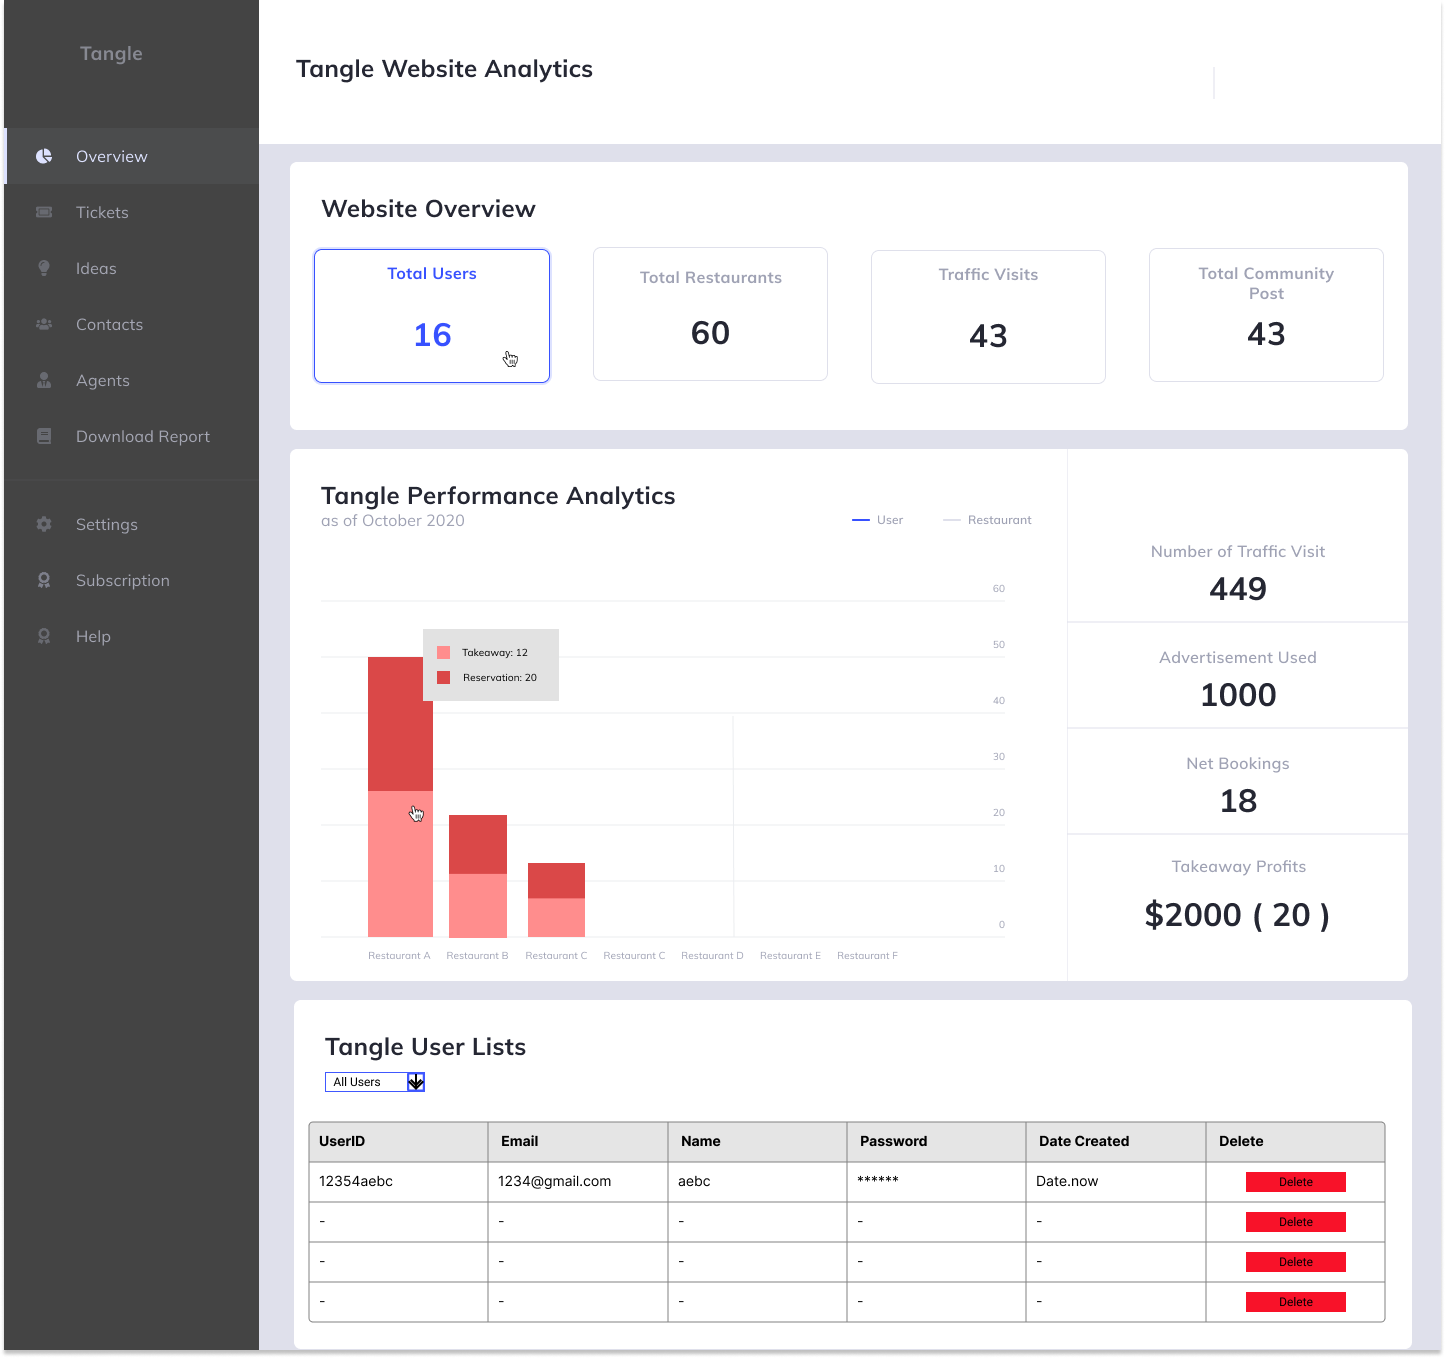 Tangle
Overview
Tickets
Ideas
Contacts
Agents
Download Report
Settings
Subscription
Help
Tangle Website Analytics
Website Overview
Total Users
16
Total Restaurants
60
Traffic Visits
43
Total Community
Post
43
Tangle Performance Analytics
as of October 2020
User
Restaurant
60
50
40
30
20
10
0
Takeaway: 12
Reservation: 20
Restaurant A
Restaurant B
Restaurant C
Restaurant C
Restaurant D
Restaurant E
Restaurant F
Number of Traffic Visit
449
Advertisement Used
1000
Net Bookings
18
Takeaway Profits
$2000 ( 20 )
Tangle User Lists
All Users
UserID Email Name Password Date Created Delete
12354aebc 1234@gmail.com aebc ****** Date.now Delete
- - - - - Delete
- - - - - Delete
- - - - - Delete